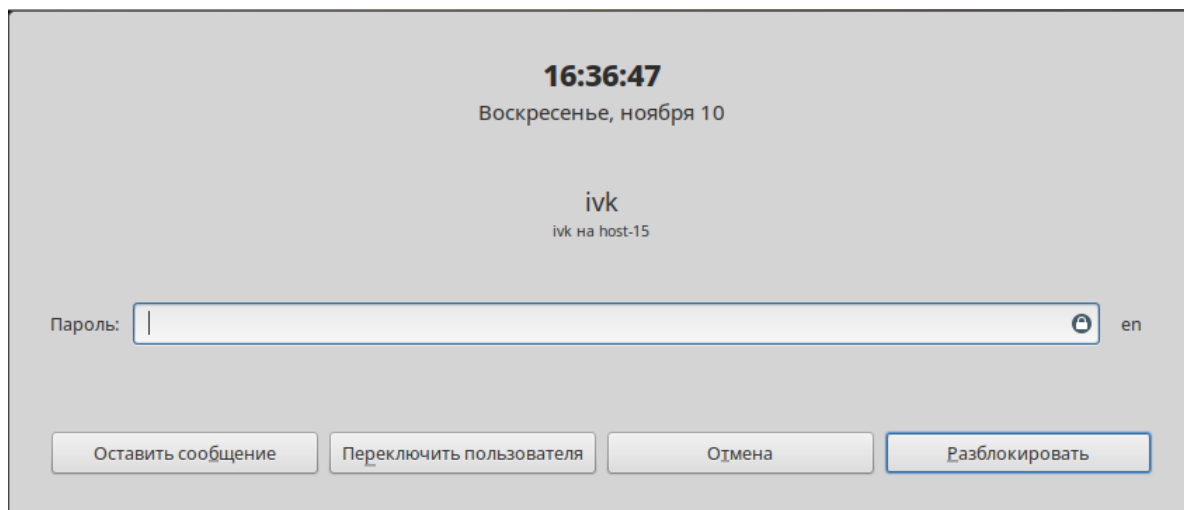 16:36:47
Воскресенье, ноября 10
ivk
ivk на host-15
Пароль: en
Оставить сообщение Переключить пользователя Отмена Разблокировать